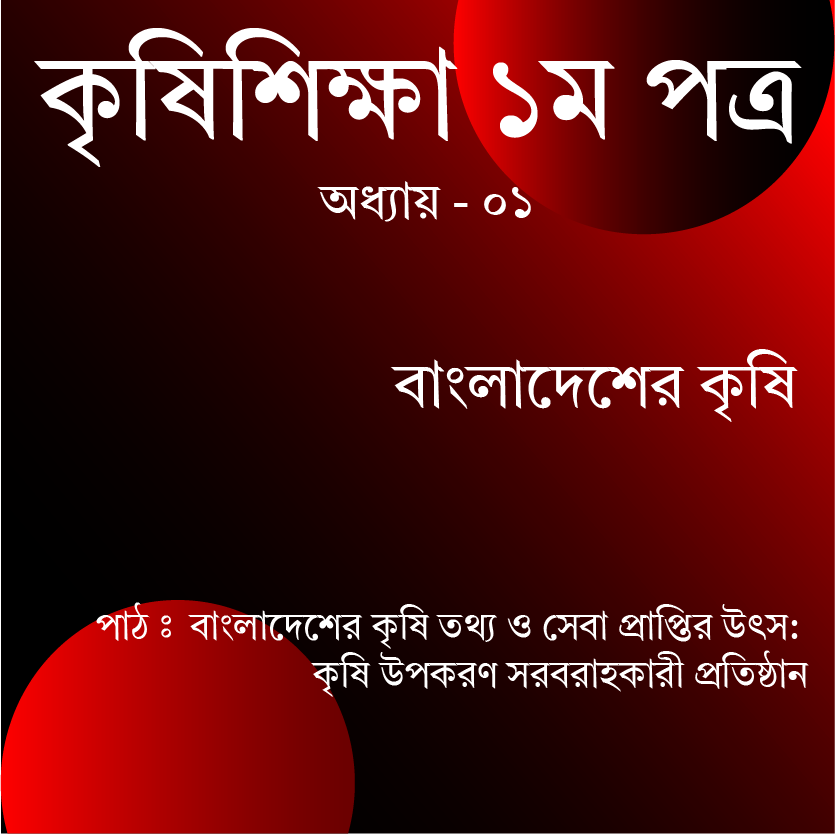 কৃষিশিক্ষা ১ম পত্র
অধ্যায় - ০১
বাংলাদেশের কৃষি
পাঠ ঃ বাংলাদেশের কৃষি তথ্য ও সেবা প্রাপ্তির উৎস:
কৃষি উপকরণ সরবরাহকারী প্রতিষ্ঠান